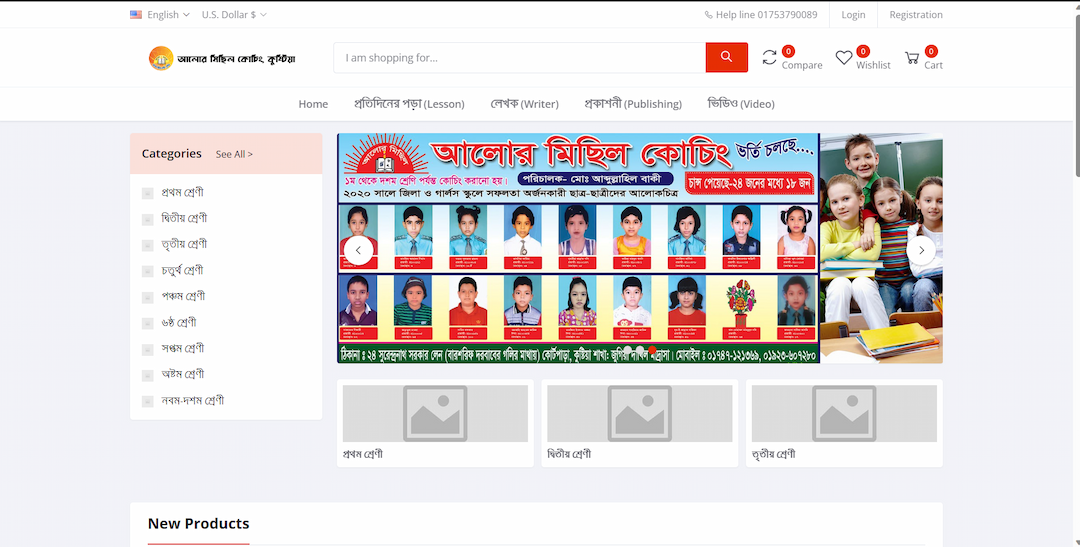 English U.S. Dollar $ Help line 01753790089 Login Registration
আলোর মিছিল কোচিং, কুষ্টিয়া I am shopping for... 0 Compare 0 Wishlist 0 Cart
Home প্রতিদিনের পড়া (Lesson) লেখক (Writer) প্রকাশনী (Publishing) ভিডিও (Video)
Categories See All >
প্রথম শ্রেণী
দ্বিতীয় শ্রেণী
তৃতীয় শ্রেণী
চতুর্থ শ্রেণী
পঞ্চম শ্রেণী
৬ষ্ঠ শ্রেণী
সপ্তম শ্রেণী
অষ্টম শ্রেণী
নবম-দশম শ্রেণী
আলোর মিছিল
আলোর মিছিল কোচিং ভর্তি চলছে....
১ম থেকে দশম শ্রেণি পর্যন্ত কোচিং করানো হয়। পরিচালক- মোঃ আব্দুল্লাহিল বাকী
চান্স পেয়েছে-২৪ জনের মধ্যে ১৮ জন
২০২০ সালে জিলা ও গার্লস স্কুলে সফলতা অর্জনকারী ছাত্র-ছাত্রীদের আলোকচিত্র
ঠিকানা ঃ ২৪ সুরেন্দ্রনাথ সরকার লেন (বারশরিফ দরবারের গলির মাথায়) কোর্টপাড়া, কুষ্টিয়া শাখা: জুগিয়া দাখিল মাদ্রাসা। মোবাইল ঃ ০১৭৪৭-১২১৩৬৯, ০১৯২৩-৬০৭২৮০
প্রথম শ্রেণী
দ্বিতীয় শ্রেণী
তৃতীয় শ্রেণী
New Products